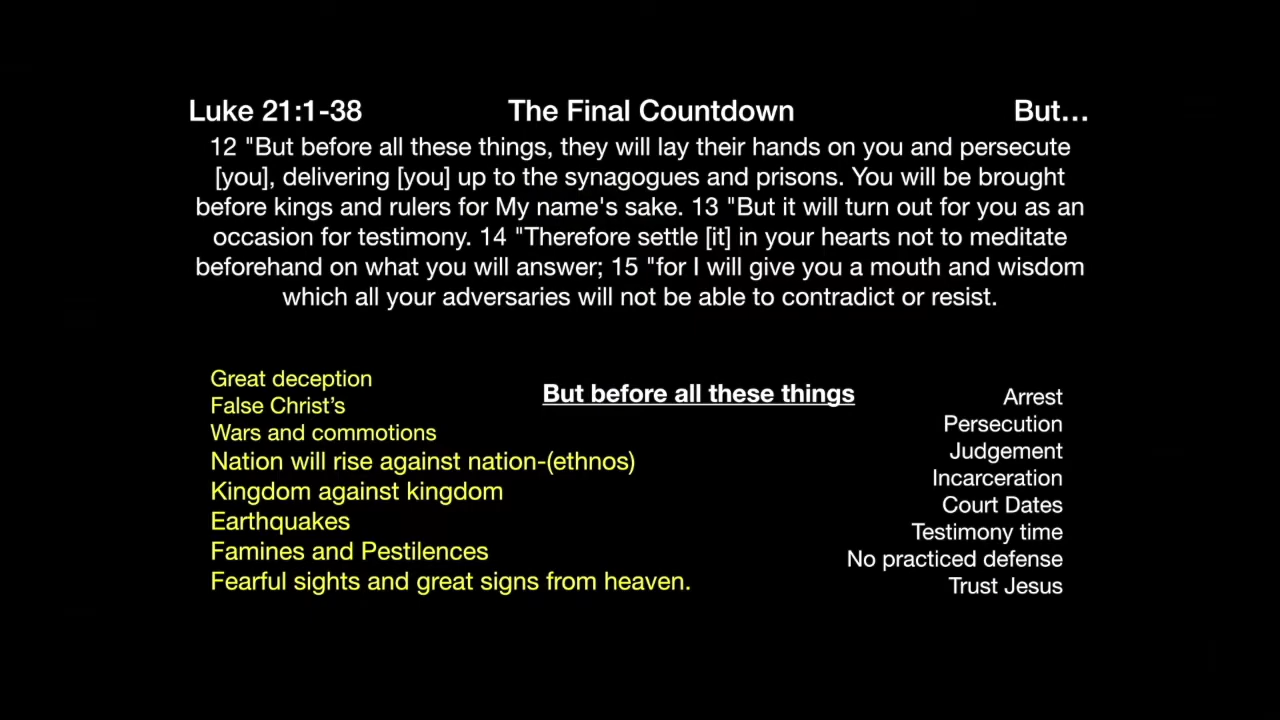 Luke 21:1-38 The Final Countdown But…
12 "But before all these things, they will lay their hands on you and persecute
[you], delivering [you] up to the synagogues and prisons. You will be brought
before kings and rulers for My name's sake. 13 "But it will turn out for you as an
occasion for testimony. 14 "Therefore settle [it] in your hearts not to meditate
beforehand on what you will answer; 15 "for I will give you a mouth and wisdom
which all your adversaries will not be able to contradict or resist.
Great deception
False Christ’s
Wars and commotions
Nation will rise against nation-(ethnos)
Kingdom against kingdom
Earthquakes
Famines and Pestilences
Fearful sights and great signs from heaven.
But before all these things
Arrest
Persecution
Judgement
Incarceration
Court Dates
Testimony time
No practiced defense
Trust Jesus